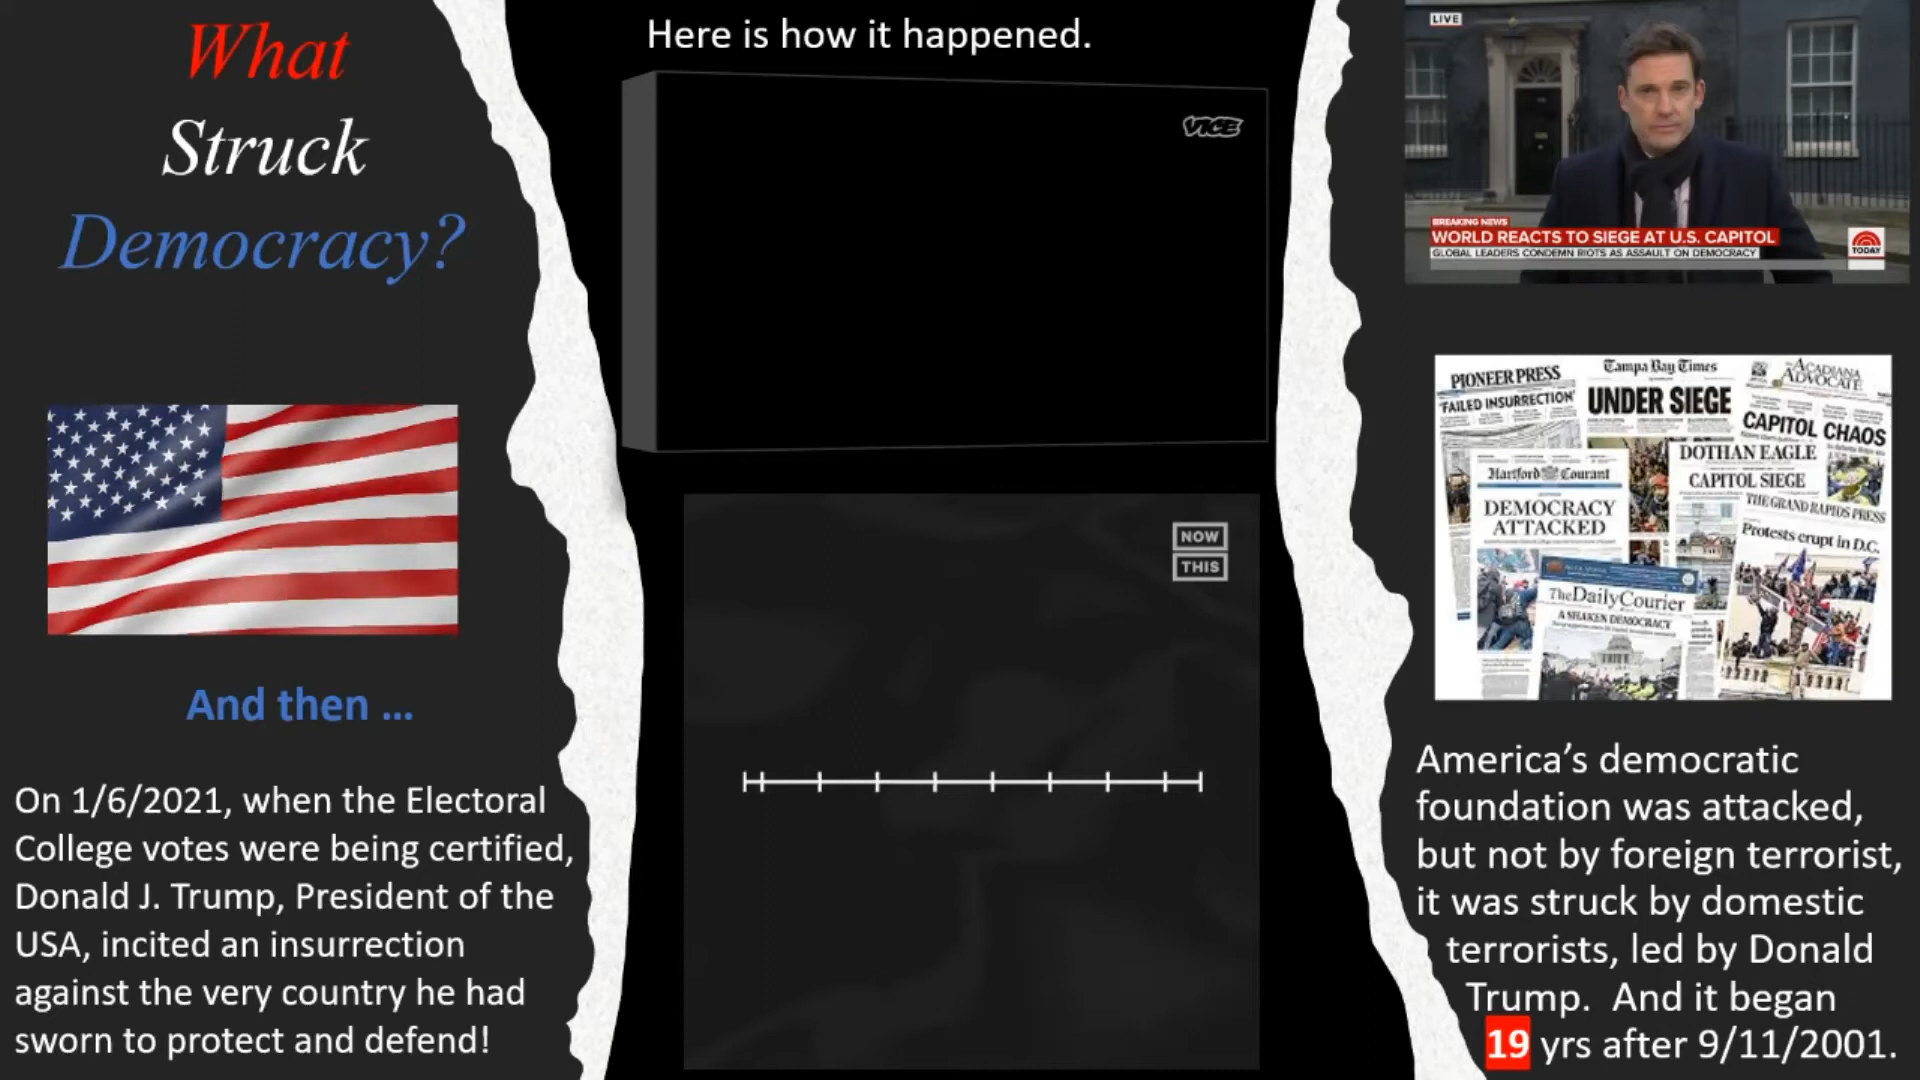 What
Struck
Democracy?
And then ...
On 1/6/2021, when the Electoral
College votes were being certified,
Donald J. Trump, President of the
USA, incited an insurrection
against the very country he had
sworn to protect and defend!
Here is how it happened.
VICE
NOW
THIS
LIVE
BREAKING NEWS
WORLD REACTS TO SIEGE AT U.S. CAPITOL
GLOBAL LEADERS CONDEMN RIOTS AS ASSAULT ON DEMOCRACY
TODAY
PIONEER PRESS
'FAILED INSURRECTION'
Tampa Bay Times
UNDER SIEGE
ACADIANA
ADVOCATE
CAPITOL CHAOS
Hartford Courant
DEMOCRACY
ATTACKED
DOTHAN EAGLE
CAPITOL SIEGE
THE GRAND RAPIDS PRESS
Protests erupt in D.C.
The Daily Courier
A SHAKEN DEMOCRACY
America’s democratic
foundation was attacked,
but not by foreign terrorist,
it was struck by domestic
terrorists, led by Donald
Trump. And it began
19 yrs after 9/11/2001.